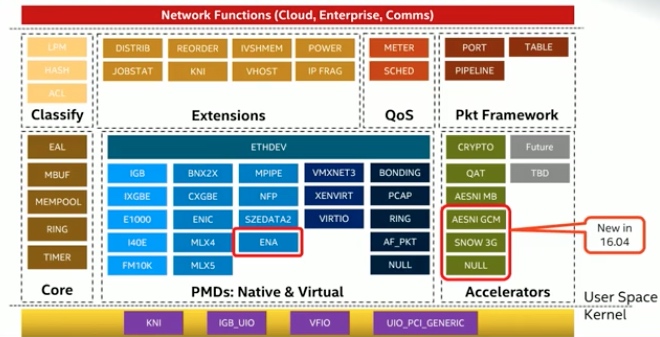 Network Functions (Cloud, Enterprise, Comms)
LPM
HASH
ACL
Classify
DISTRIB REORDER IVSHMEM POWER
JOBSTAT KNI VHOST IP FRAG
Extensions
METER
SCHED
QoS
PORT TABLE
PIPELINE
Pkt Framework
EAL
MBUF
MEMPOOL
RING
TIMER
Core
ETHDEV
IGB BNX2X MPIPE VMXNET3 BONDING
IXGBE CXGBE NFP XENVIRT PCAP
E1000 ENIC SZEDATA2 VIRTIO RING
I40E MLX4 ENA AF_PKT
FM10K MLX5 NULL
PMDs: Native & Virtual
CRYPTO Future
QAT TBD
AESNI MB
AESNI GCM
SNOW 3G
NULL
Accelerators
New in
16.04
User Space
Kernel
KNI IGB_UIO VFIO UIO_PCI_GENERIC